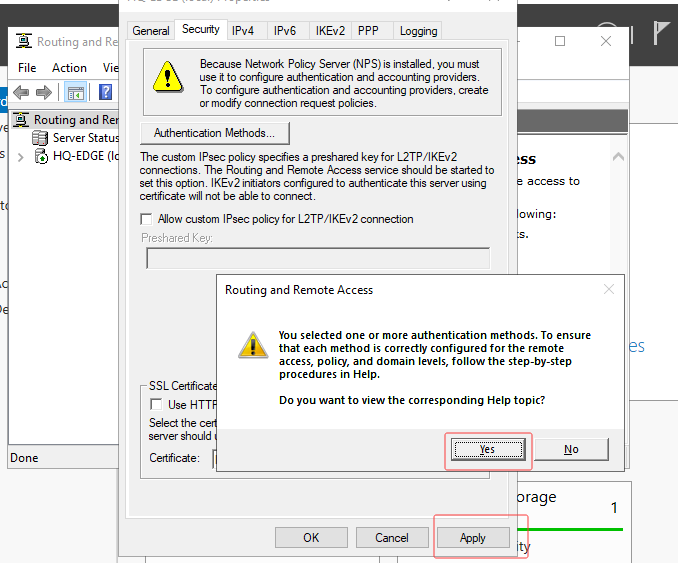 General Security IPv4 IPv6 IKEv2 PPP Logging
Routing and Re
File Action
Because Network Policy Server (NPS) is installed, you must
use it to configure authentication and accounting providers.
To configure authentication and accounting providers, create
or modify connection request policies.
Routing and Re
Server Status
HQ-EDGE (lo
Authentication Methods...
The custom IPsec policy specifies a preshared key for L2TP/IKEv2
connections. The Routing and Remote Access service should be started to
set this option. IKEv2 initiators configured to authenticate this server using
certificate will not be able to connect.
Allow custom IPsec policy for L2TP/IKEv2 connection
Preshared Key:
e access to
llowing:
Routing and Remote Access
You selected one or more authentication methods. To ensure
that each method is correctly configured for the remote
access, policy, and domain levels, follow the step-by-step
procedures in Help.
Do you want to view the corresponding Help topic?
Yes No
SSL Certificate
Use HTT
Select the cert
server should u
Certificate:
Done
orage 1
OK Cancel Apply